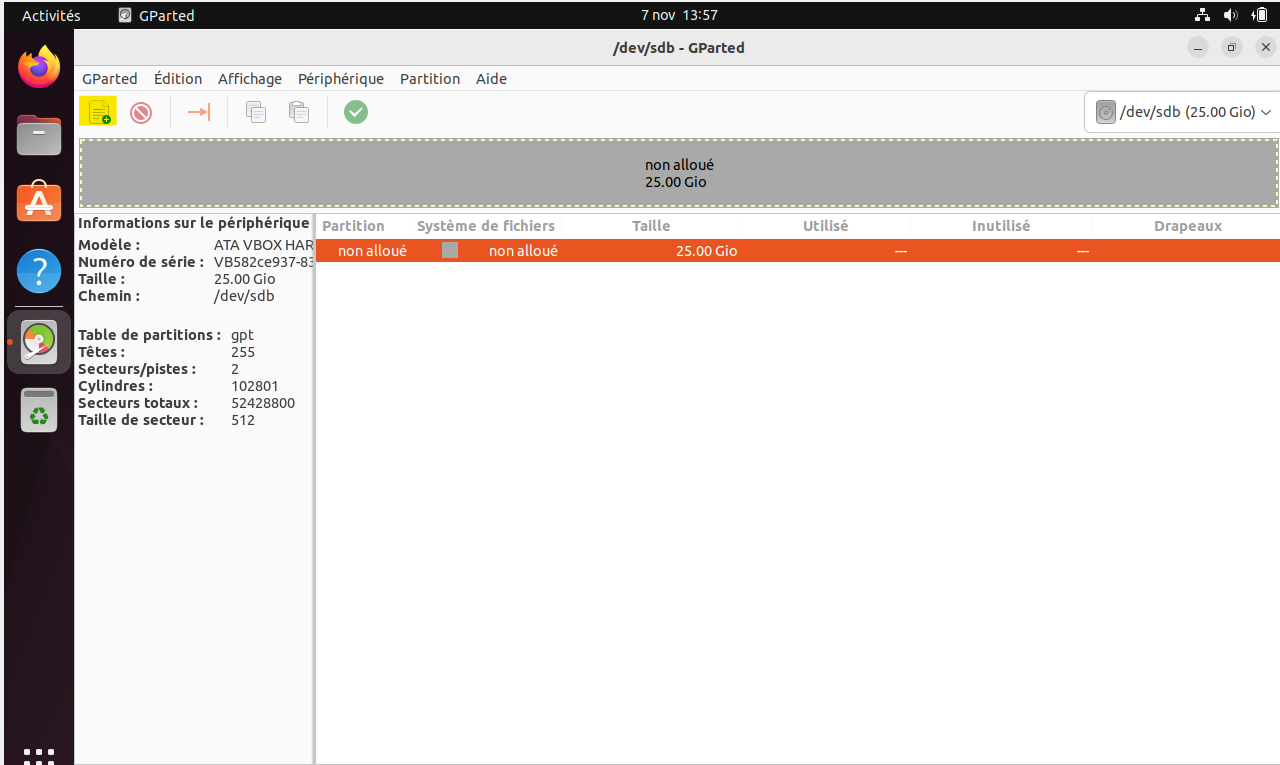 Activités GParted 7 nov 13:57
/dev/sdb - GParted
GParted Édition Affichage Périphérique Partition Aide
/dev/sdb (25.00 Gio)
non alloué
25.00 Gio
Informations sur le périphérique
Modèle : ATA VBOX HAR
Numéro de série : VB582ce937-83
Taille : 25.00 Gio
Chemin : /dev/sdb
Table de partitions : gpt
Têtes : 255
Secteurs/pistes : 2
Cylindres : 102801
Secteurs totaux : 52428800
Taille de secteur : 512
Partition Système de fichiers Taille Utilisé Inutilisé Drapeaux
non alloué non alloué 25.00 Gio --- ---